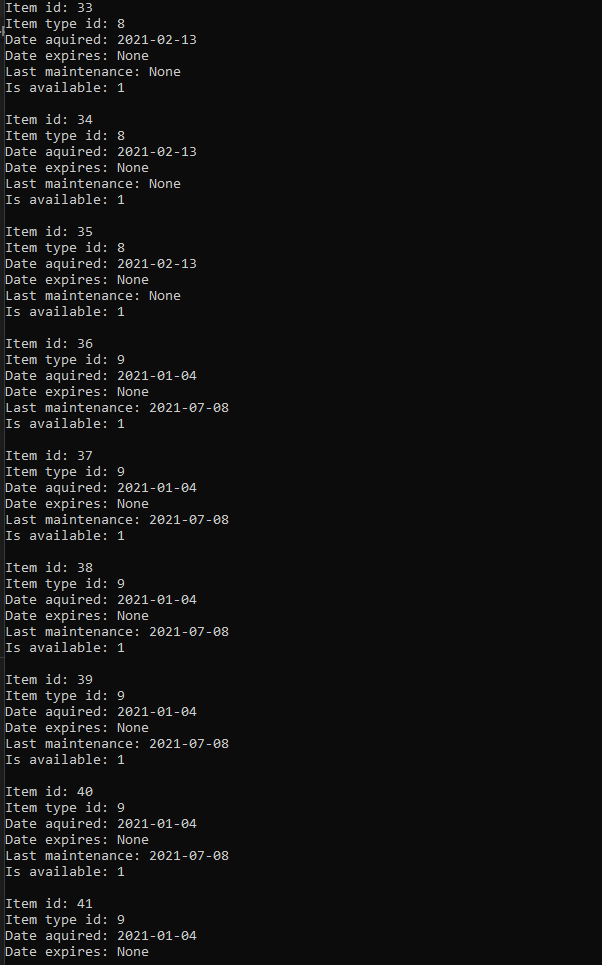 Item id: 33
Item type id: 8
Date aquired: 2021-02-13
Date expires: None
Last maintenance: None
Is available: 1
Item id: 34
Item type id: 8
Date aquired: 2021-02-13
Date expires: None
Last maintenance: None
Is available: 1
Item id: 35
Item type id: 8
Date aquired: 2021-02-13
Date expires: None
Last maintenance: None
Is available: 1
Item id: 36
Item type id: 9
Date aquired: 2021-01-04
Date expires: None
Last maintenance: 2021-07-08
Is available: 1
Item id: 37
Item type id: 9
Date aquired: 2021-01-04
Date expires: None
Last maintenance: 2021-07-08
Is available: 1
Item id: 38
Item type id: 9
Date aquired: 2021-01-04
Date expires: None
Last maintenance: 2021-07-08
Is available: 1
Item id: 39
Item type id: 9
Date aquired: 2021-01-04
Date expires: None
Last maintenance: 2021-07-08
Is available: 1
Item id: 40
Item type id: 9
Date aquired: 2021-01-04
Date expires: None
Last maintenance: 2021-07-08
Is available: 1
Item id: 41
Item type id: 9
Date aquired: 2021-01-04
Date expires: None